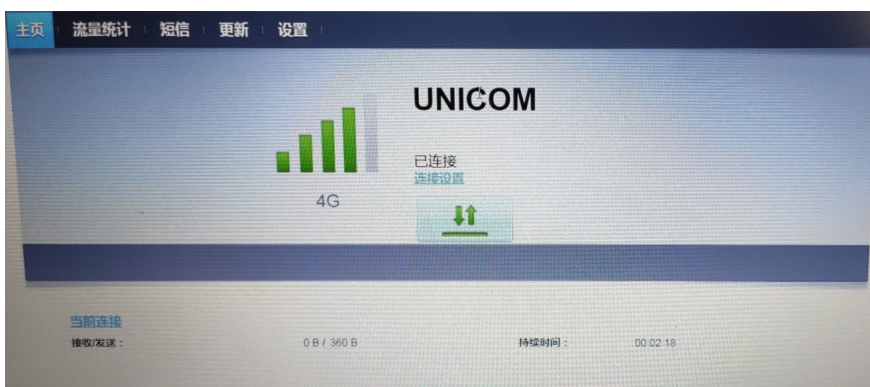 主页 流量统计 短信 更新 设置
UNICOM
已连接
连接设置
4G
当前连接
接收/发送： 0 B / 360 B 持续时间： 00:02:18